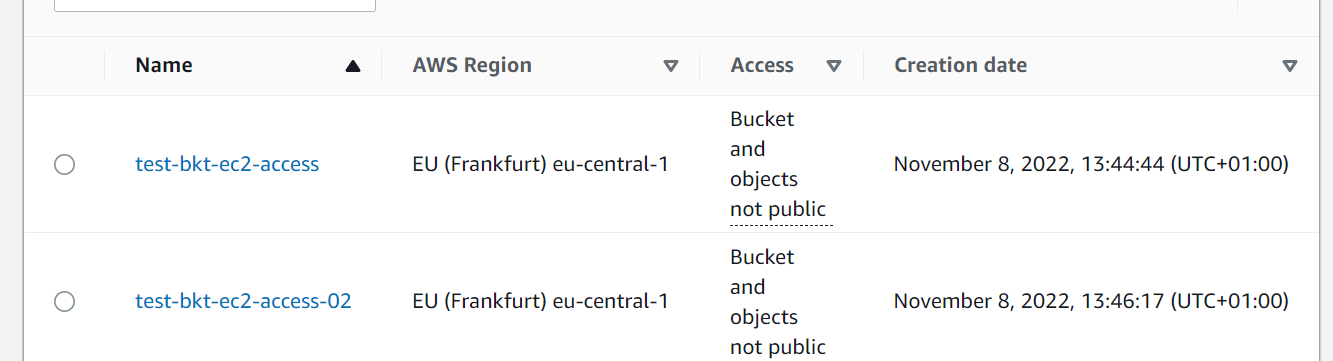 Name AWS Region Access Creation date
test-bkt-ec2-access EU (Frankfurt) eu-central-1 Bucket and objects not public November 8, 2022, 13:44:44 (UTC+01:00)
test-bkt-ec2-access-02 EU (Frankfurt) eu-central-1 Bucket and objects not public November 8, 2022, 13:46:17 (UTC+01:00)